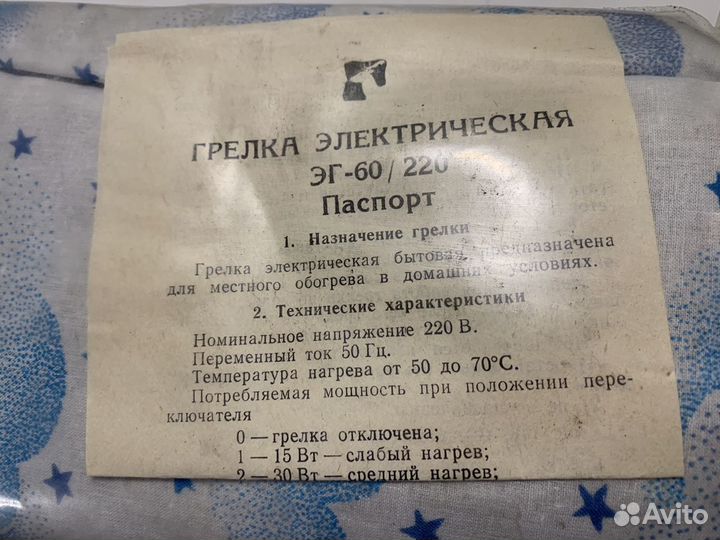 ГРЕЛКА ЭЛЕКТРИЧЕСКАЯ
ЭГ-60/220
Паспорт
1. Назначение грелки
Грелка электрическая бытовая предназначена
для местного обогрева в домашних условиях.
2. Технические характеристики
Номинальное напряжение 220 В.
Переменный ток 50 Гц.
Температура нагрева от 50 до 70°С.
Потребляемая мощность при положении пере-
ключателя
0 — грелка отключена;
1 — 15 Вт — слабый нагрев;
2 — 30 Вт — средний нагрев;
Avito